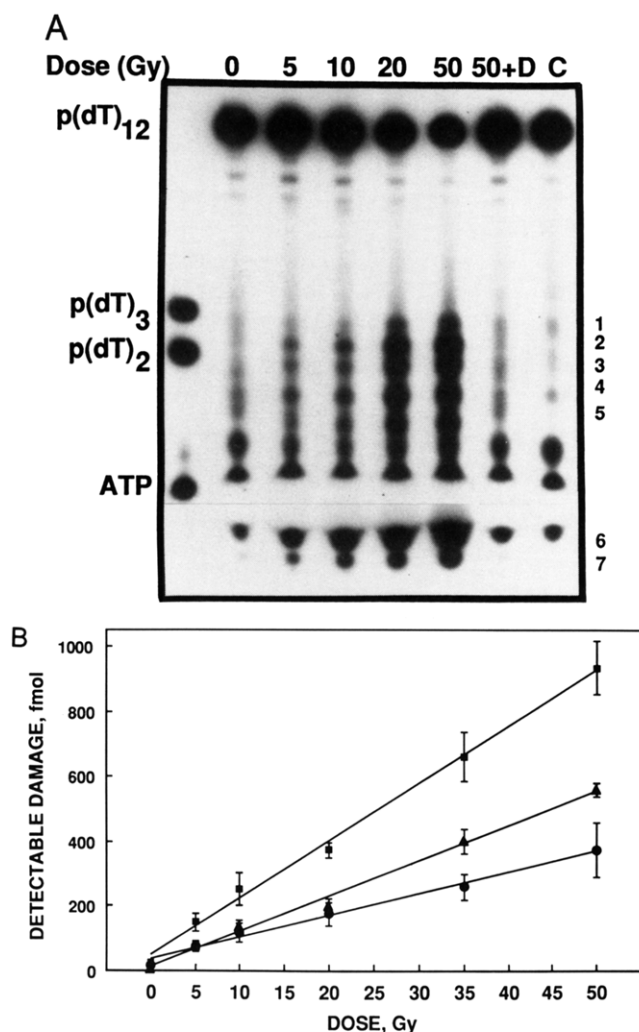 A
Dose (Gy) 0 5 10 20 50 50+D C
p(dT)12
p(dT)3
p(dT)2
ATP
1
2
3
4
5
6
7
B
DETECTABLE DAMAGE, fmol
1000
800
600
400
200
0
0 5 10 15 20 25 30 35 40 45 50
DOSE, Gy